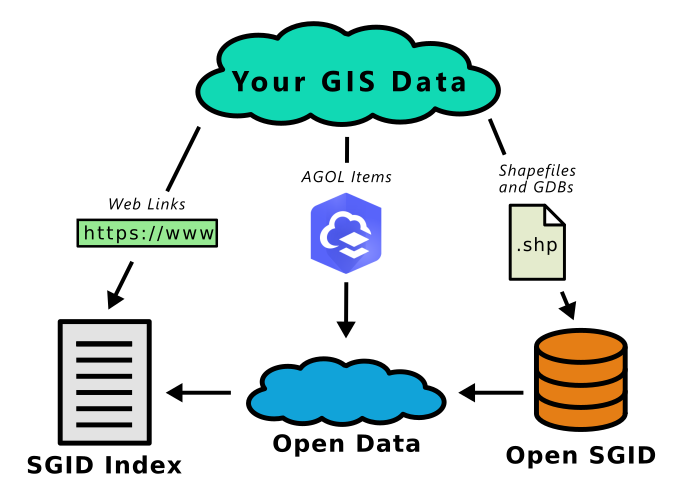 Your GIS Data
Web Links
AGOL Items
Shapefiles
and GDBs
https://www
.shp
SGID Index
Open Data
Open SGID